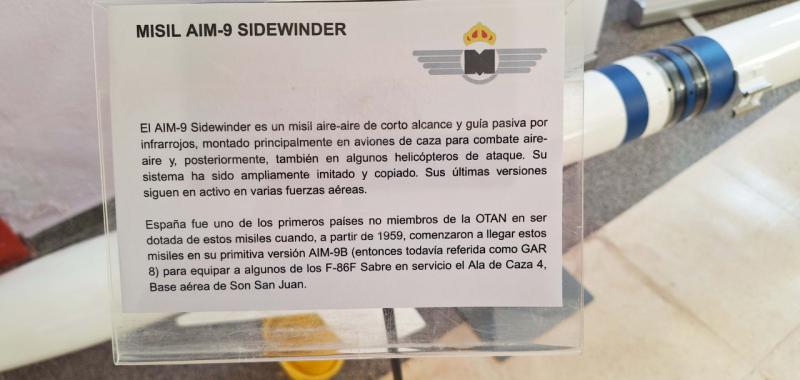 MISIL AIM-9 SIDEWINDER
M
El AIM-9 Sidewinder es un misil aire-aire de corto alcance y guía pasiva por
infrarrojos, montado principalmente en aviones de caza para combate aire-
aire y, posteriormente, también en algunos helicópteros de ataque. Su
sistema ha sido ampliamente imitado y copiado. Sus últimas versiones
siguen en activo en varias fuerzas aéreas.
España fue uno de los primeros países no miembros de la OTAN en ser
dotada de estos misiles cuando, a partir de 1959, comenzaron a llegar estos
misiles en su primitiva versión AIM-9B (entonces todavía referida como GAR
8) para equipar a algunos de los F-86F Sabre en servicio el Ala de Caza 4,
Base aérea de Son San Juan.